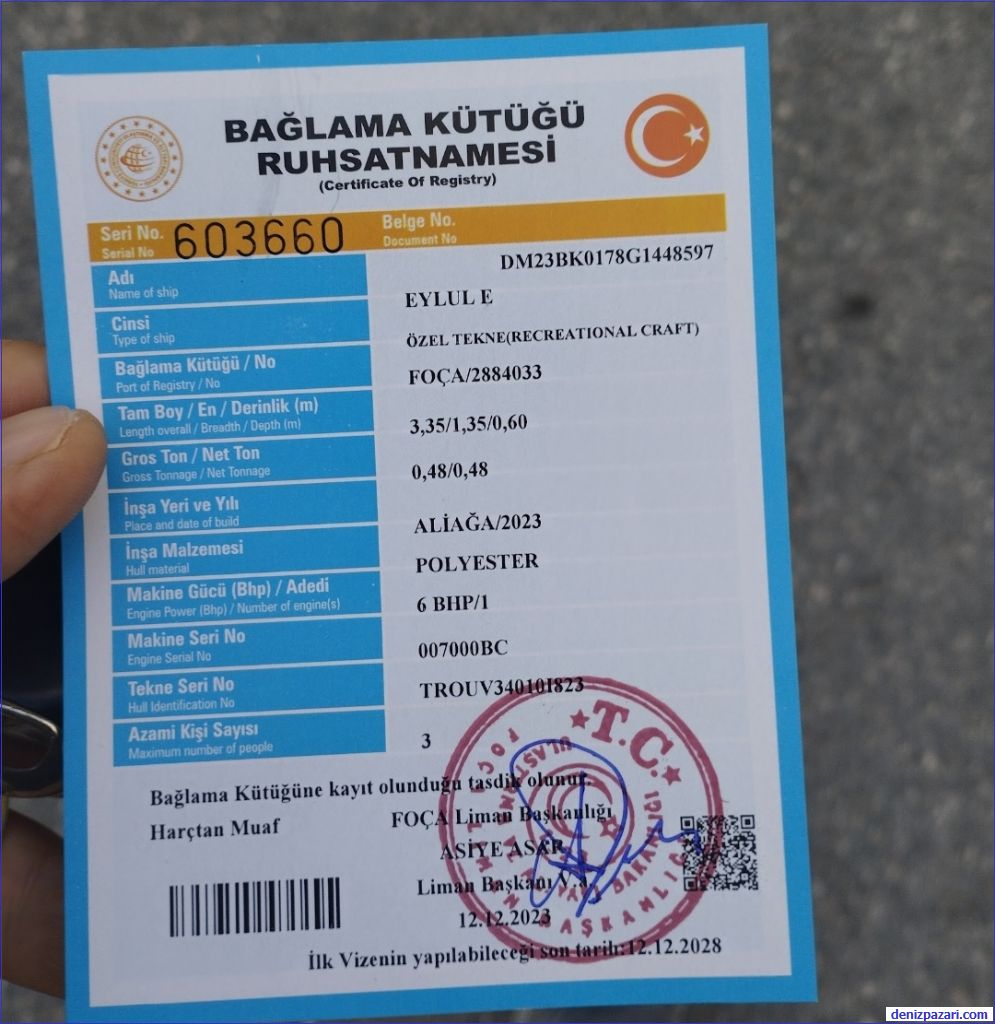 BAĞLAMA KÜTÜĞÜ
RUHSATNAMESİ
(Certificate Of Registry)
Seri No. 603660 Belge No.
Serial No Document No
DM23BK0178G1448597
Adı
Name of ship
EYLUL E
Cinsi
Type of ship
ÖZEL TEKNE(RECREATIONAL CRAFT)
Bağlama Kütüğü / No
Port of Registry / No
FOÇA/2884033
Tam Boy / En / Derinlik (m)
Length overall / Breadth / Depth (m)
3,35/1,35/0,60
Gros Ton / Net Ton
Gross Tonnage / Net Tonnage
0,48/0,48
İnşa Yeri ve Yılı
Place and date of build
ALİAĞA/2023
İnşa Malzemesi
Hull material
POLYESTER
Makine Gücü (Bhp) / Adedi
Engine Power (Bhp) / Number of engine(s)
6 BHP/1
Makine Seri No
Engine Serial No
007000BC
Tekne Seri No
Hull Identification No
TROUV34010I823
Azami Kişi Sayısı
Maximum number of people
3
T.C.
Bağlama Kütüğüne kayıt olunduğu tasdik olunur.
Harçtan Muaf
FOÇA Liman Başkanlığı
ASİYE ASAR
Liman Başkanı V.a.
12.12.2023
İlk Vizenin yapılabileceği son tarih:12.12.2028
denizpazari.com